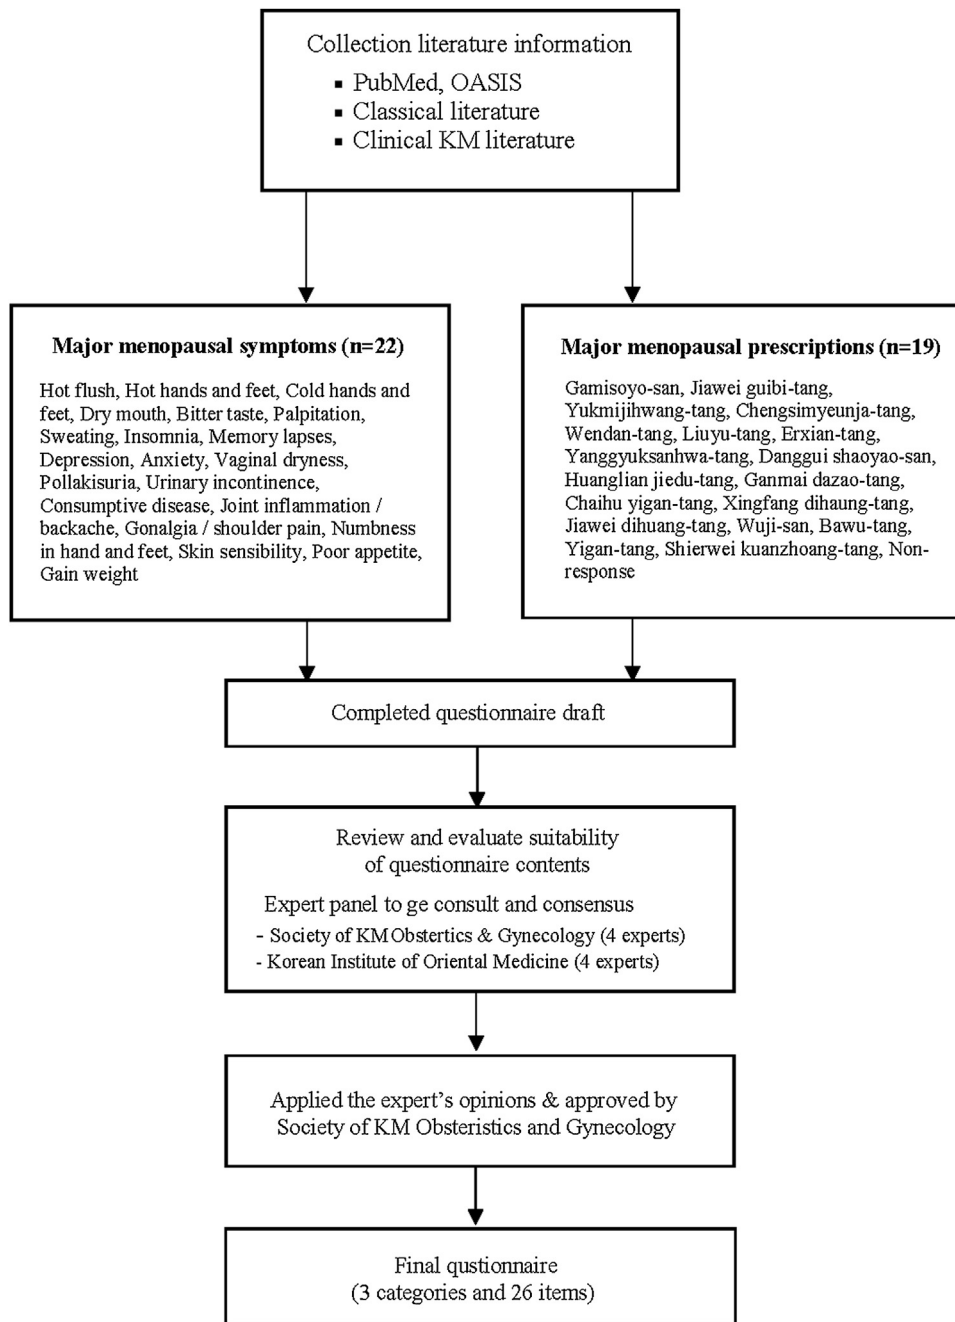 Collection literature information
▪ PubMed, OASIS
▪ Classical literature
▪ Clinical KM literature
Major menopausal symptoms (n=22)
Hot flush, Hot hands and feet, Cold hands and
feet, Dry mouth, Bitter taste, Palpitation,
Sweating, Insomnia, Memory lapses,
Depression, Anxiety, Vaginal dryness,
Pollakisuria, Urinary incontinence,
Consumptive disease, Joint inflammation /
backache, Gonalgia / shoulder pain, Numbness
in hand and feet, Skin sensibility, Poor appetite,
Gain weight
Major menopausal prescriptions (n=19)
Gamisoyo-san, Jiawei guibi-tang,
Yukmijihwang-tang, Chengsimyeunja-tang,
Wendan-tang, Liuyu-tang, Erxian-tang,
Yanggyuksanhwa-tang, Danggui shaoyao-san,
Huanglian jiedu-tang, Ganmai dazao-tang,
Chaihu yigan-tang, Xingfang dihaung-tang,
Jiawei dihuang-tang, Wuji-san, Bawu-tang,
Yigan-tang, Shierwei kuanzhoang-tang, Non-
response
Completed questionnaire draft
Review and evaluate suitability
of questionnaire contents
Expert panel to ge consult and consensus
- Society of KM Obstertics & Gynecology (4 experts)
- Korean Institute of Oriental Medicine (4 experts)
Applied the expert's opinions & approved by
Society of KM Obsteristics and Gynecology
Final qustionnaire
(3 categories and 26 items)